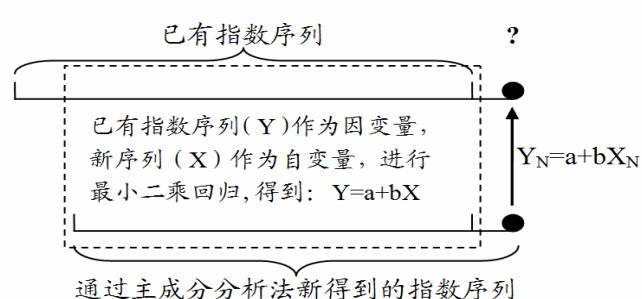 已有指数序列
?
已有指数序列(Y)作为因变量,
新序列(X)作为自变量,进行
最小二乘回归,得到: Y=a+bX
Y_N=a+bX_N
通过主成分分析法新得到的指数序列